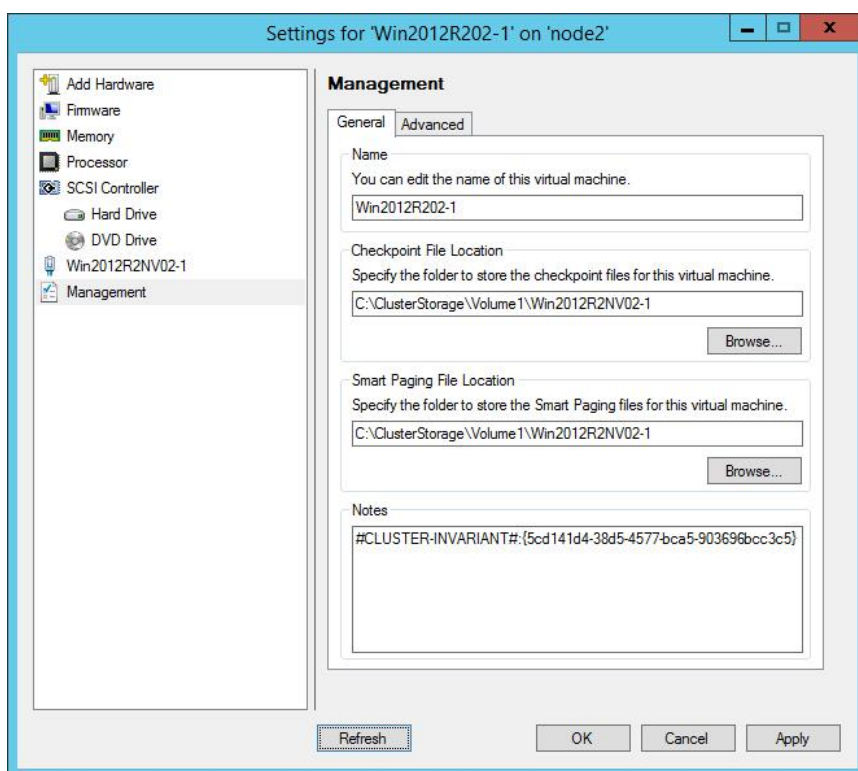 Settings for 'Win2012R202-1' on 'node2'
Add Hardware
Firmware
Memory
Processor
SCSI Controller
Hard Drive
DVD Drive
Win2012R2NV02-1
Management
Management
General
Advanced
Name
You can edit the name of this virtual machine.
Win2012R202-1
Checkpoint File Location
Specify the folder to store the checkpoint files for this virtual machine.
C:\ClusterStorage\Volume1\Win2012R2NV02-1
Browse...
Smart Paging File Location
Specify the folder to store the Smart Paging files for this virtual machine.
C:\ClusterStorage\Volume1\Win2012R2NV02-1
Browse...
Notes
#CLUSTER-INVARIANT#:{5cd141d4-38d5-4577-bca5-903696bcc3c5}
Refresh
OK
Cancel
Apply